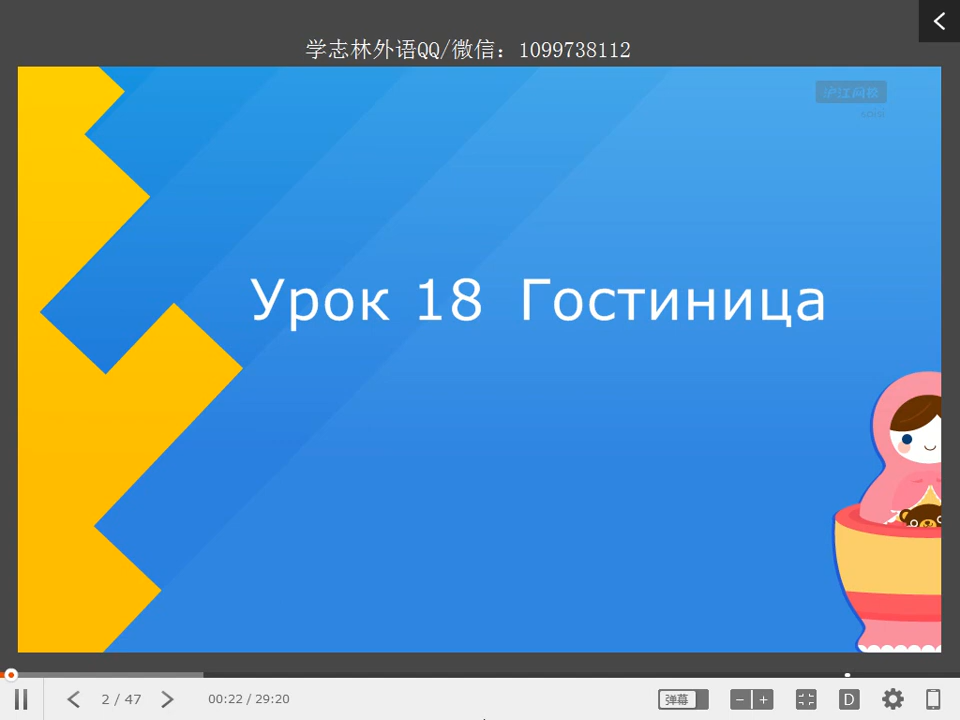 学志林外语QQ/微信：1099738112
沪江网校
Урок 18 Гостиница
2 / 47
00:22 / 29:20
弹幕
D